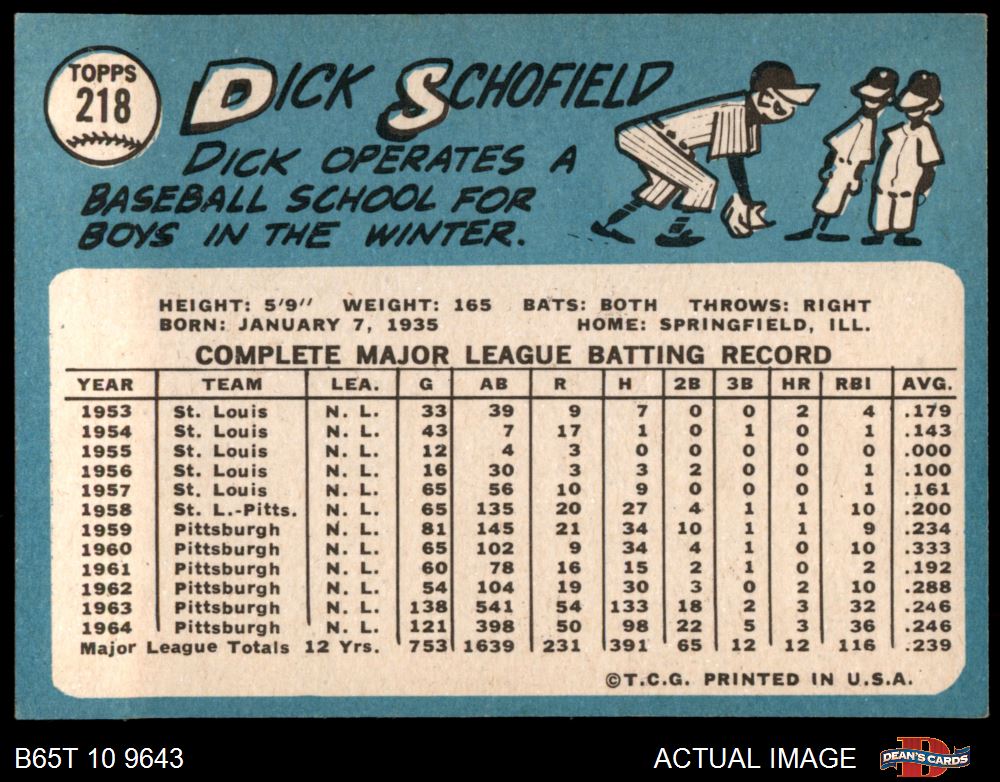 TOPPS
218
DICK SCHOFIELD
DICK OPERATES A
BASEBALL SCHOOL FOR
BOYS IN THE WINTER.
HEIGHT: 5'9" WEIGHT: 165 BATS: BOTH THROWS: RIGHT
BORN: JANUARY 7, 1935 HOME: SPRINGFIELD, ILL.
COMPLETE MAJOR LEAGUE BATTING RECORD
YEAR TEAM LEA. G AB R H 2B 3B HR RBI AVG.
1953 St. Louis N. L. 33 39 9 7 0 0 2 4 .179
1954 St. Louis N. L. 43 7 17 1 0 1 0 1 .143
1955 St. Louis N. L. 12 4 3 0 0 0 0 0 .000
1956 St. Louis N. L. 16 30 3 3 2 0 0 1 .100
1957 St. Louis N. L. 65 56 10 9 0 0 0 1 .161
1958 St. L.-Pitts. N. L. 65 135 20 27 4 1 1 10 .200
1959 Pittsburgh N. L. 81 145 21 34 10 1 1 9 .234
1960 Pittsburgh N. L. 65 102 9 34 4 1 0 10 .333
1961 Pittsburgh N. L. 60 78 16 15 2 1 0 2 .192
1962 Pittsburgh N. L. 54 104 19 30 3 0 2 10 .288
1963 Pittsburgh N. L. 138 541 54 133 18 2 3 32 .246
1964 Pittsburgh N. L. 121 398 50 98 22 5 3 36 .246
Major League Totals 12 Yrs. 753 1639 231 391 65 12 12 116 .239
©T.C.G. PRINTED IN U.S.A.
B65T 10 9643 ACTUAL IMAGE DEAN'S CARDS